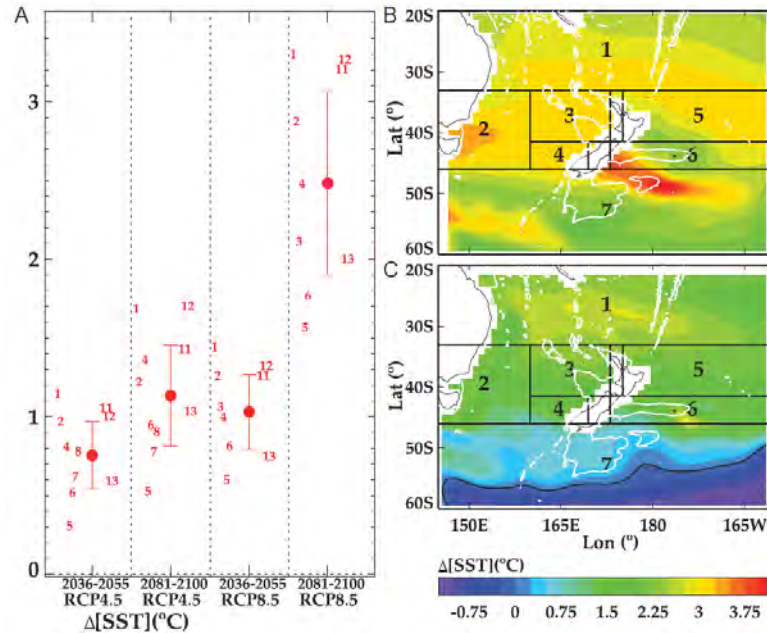 A
3
2
1
0
1 12
11
2
4
2 13
6
5
1 12
4 11
2
13
6 8
7
5
1 12
2 11
3
4
6 13
5
1 11
2 12
4 8
7 13
6
5
2036-2055 2081-2100 2036-2055 2081-2100
RCP4.5 RCP4.5 RCP8.5 RCP8.5
Δ[SST](ºC)
B
20S
30S
40S
50S
60S
Lat (º)
1
2 3 5
4 6
7
C
20S
30S
40S
50S
60S
Lat (º)
1
2 3 5
4 6
7
150E 165E 180 165W
Lon (º)
Δ[SST](ºC)
-0.75 0 0.75 1.5 2.25 3 3.75